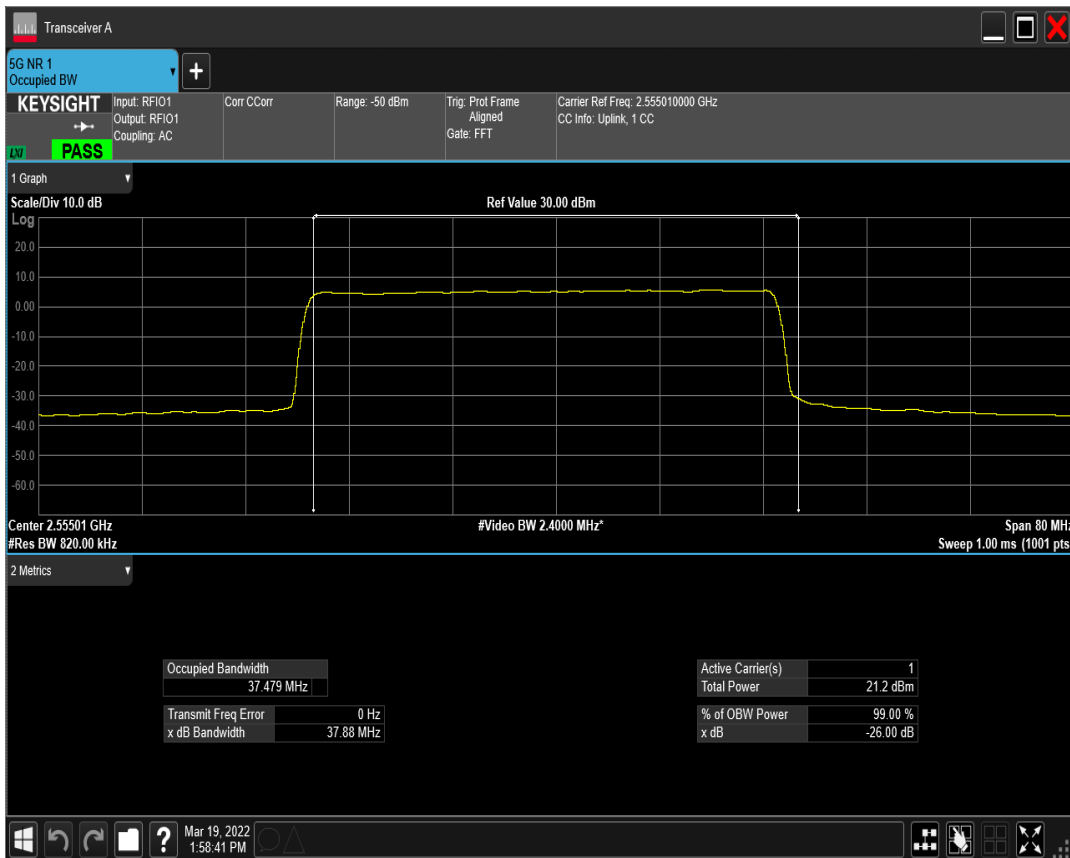 Transceiver A
5G NR 1
Occupied BW
KEYSIGHT
LXI
PASS
Input: RFIO1
Output: RFIO1
Coupling: AC
Corr CCorr
Range: -50 dBm
Trig: Prot Frame
Aligned
Gate: FFT
Carrier Ref Freq: 2.555010000 GHz
CC Info: Uplink, 1 CC
1 Graph
Scale/Div 10.0 dB
Ref Value 30.00 dBm
Log
20.0
10.0
0.00
-10.0
-20.0
-30.0
-40.0
-50.0
-60.0
Center 2.55501 GHz
#Video BW 2.4000 MHz*
Span 80 MHz
#Res BW 820.00 kHz
Sweep 1.00 ms (1001 pts
2 Metrics
Occupied Bandwidth
37.479 MHz
Transmit Freq Error 0 Hz
x dB Bandwidth 37.88 MHz
Active Carrier(s) 1
Total Power 21.2 dBm
% of OBW Power 99.00 %
x dB -26.00 dB
?
Mar 19, 2022
1:58:41 PM